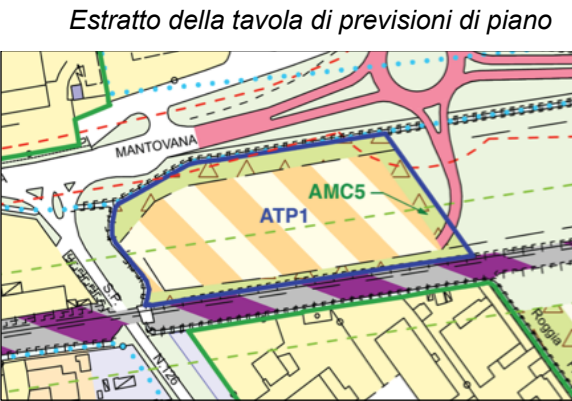 Estratto della tavola di previsioni di piano
MANTOVANA
AMC5
ATP1
S.P.
Roggia
N. 126